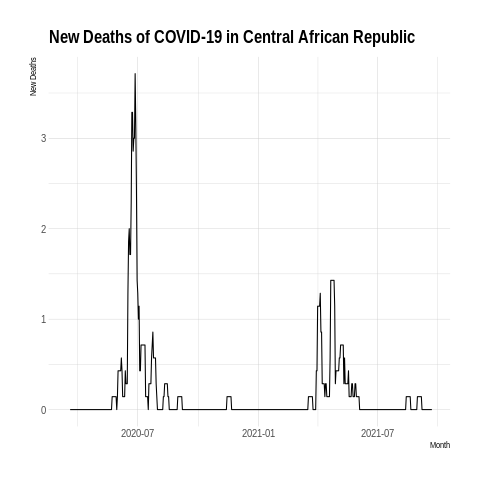 New Deaths of COVID-19 in Central African Republic
New Deaths
3
2
1
0
2020-07 2021-01 2021-07
Month